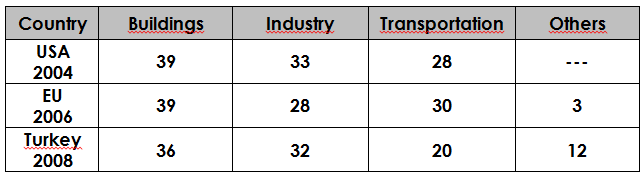 Country Buildings Industry Transportation Others
USA
2004 39 33 28 ---
EU
2006 39 28 30 3
Turkey
2008 36 32 20 12